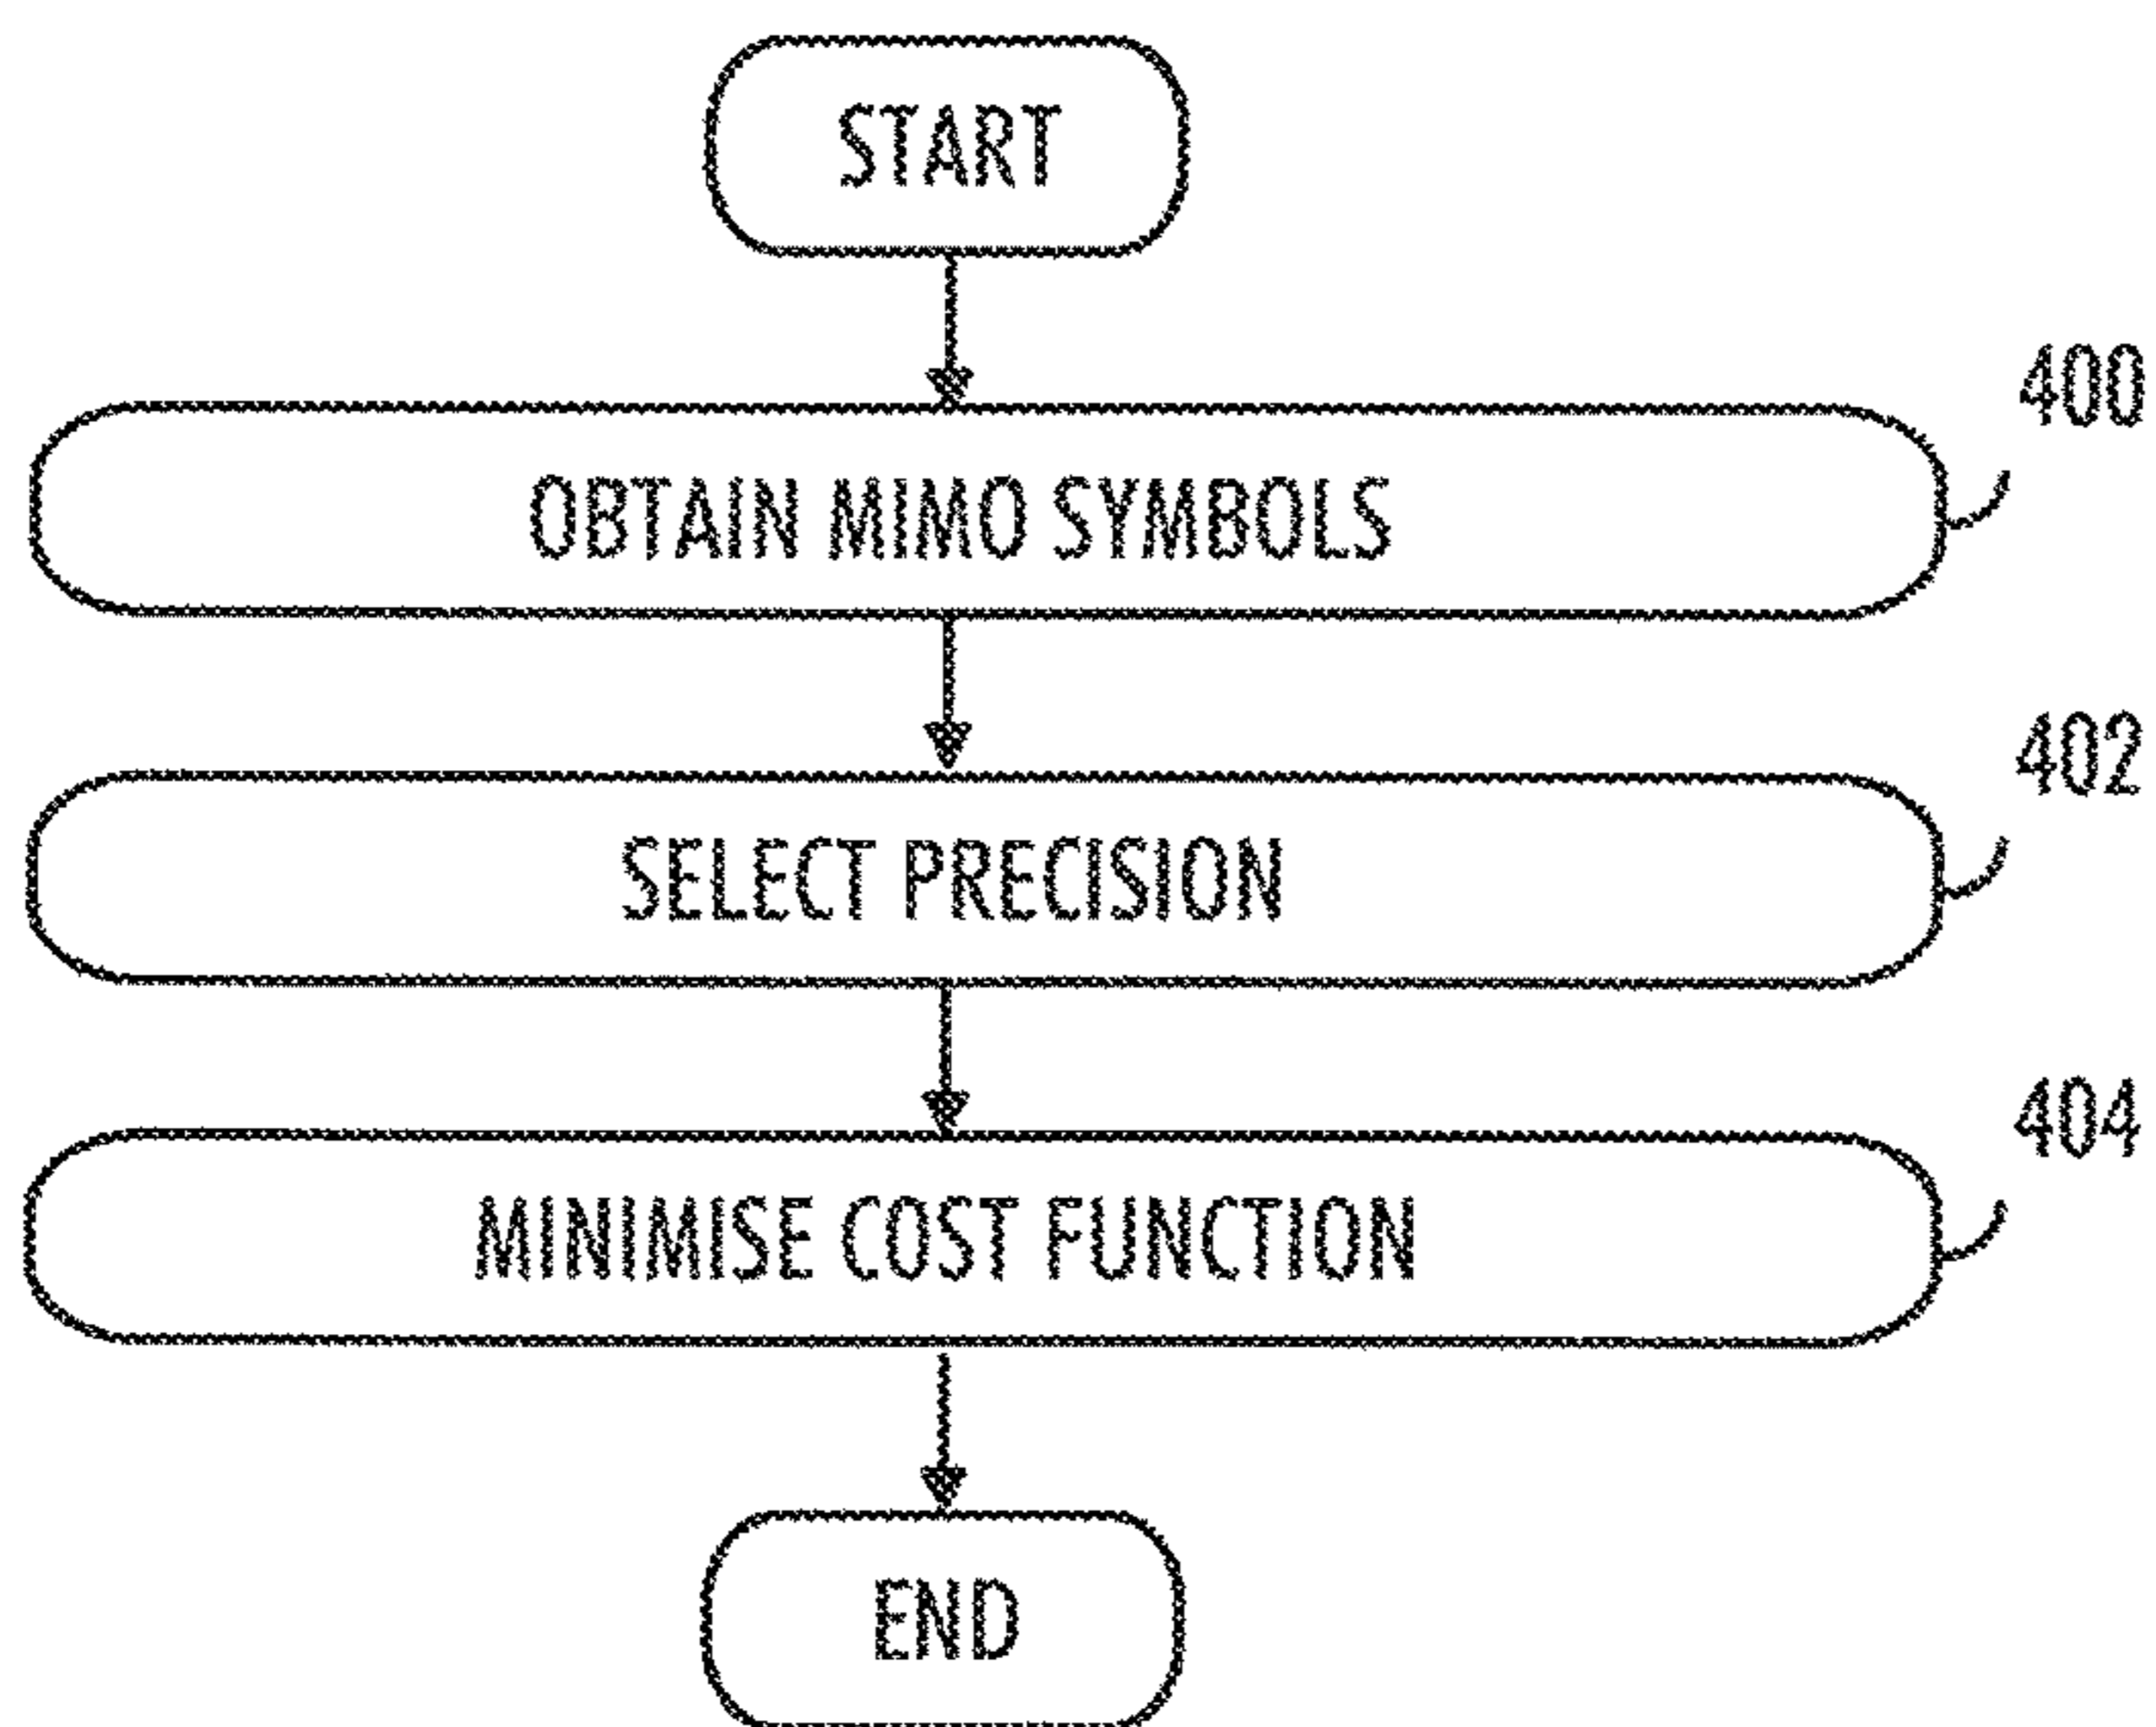 START
400
OBTAIN MIMO SYMBOLS
402
SELECT PRECISION
404
MINIMISE COST FUNCTION
END